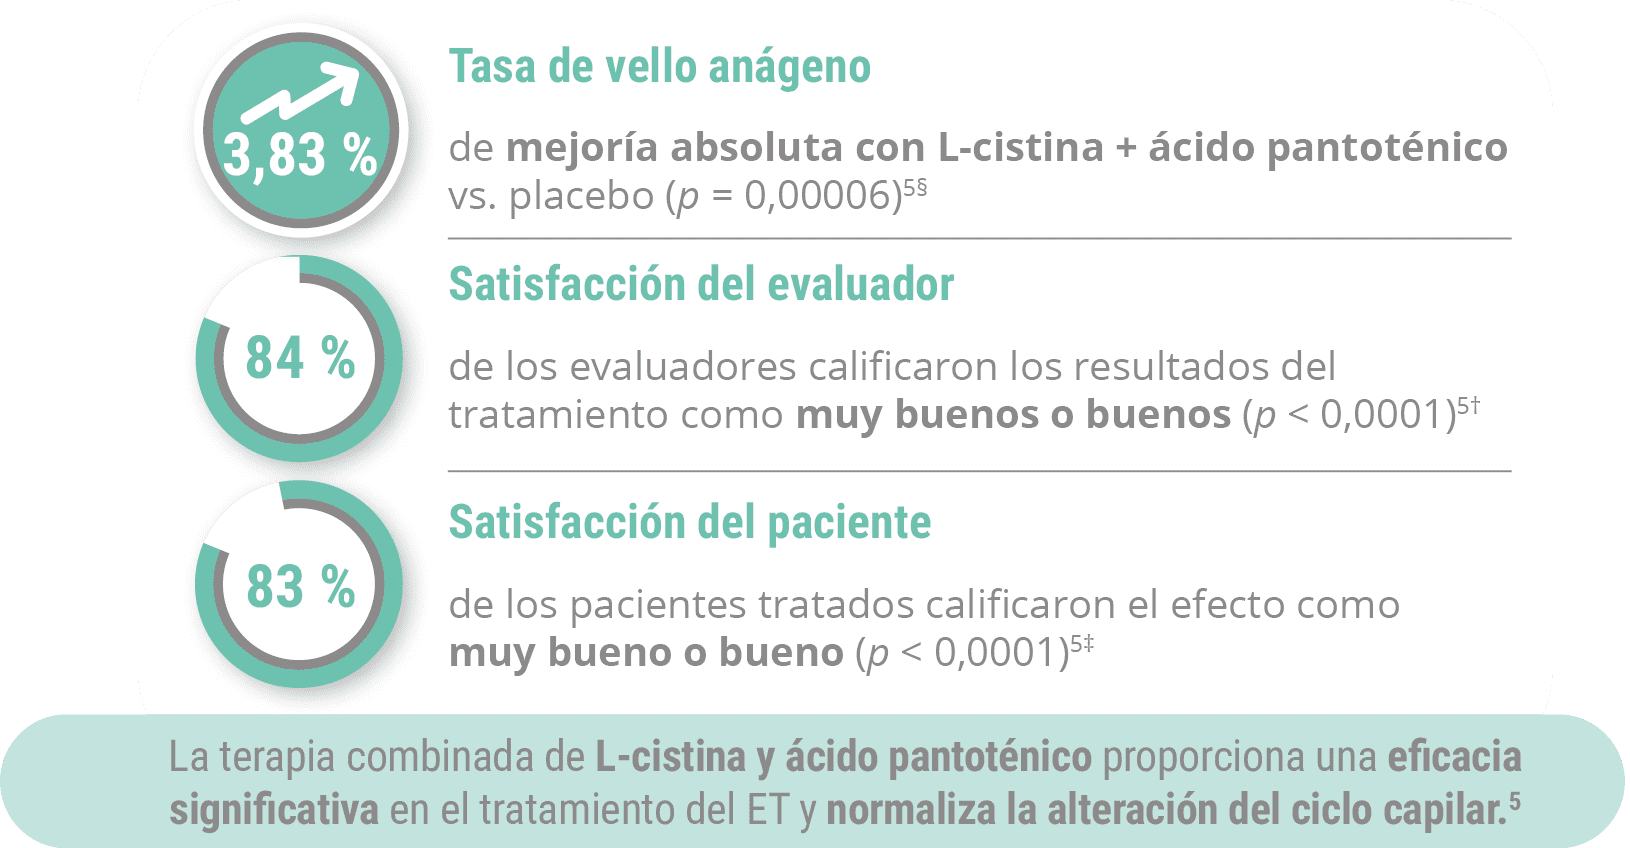 Tasa de vello anágeno
3,83 %
de mejoría absoluta con L-cistina + ácido pantoténico
vs. placebo (p = 0,00006)5§
Satisfacción del evaluador
84 %
de los evaluadores calificaron los resultados del
tratamiento como muy buenos o buenos (p < 0,0001)5†
Satisfacción del paciente
83 %
de los pacientes tratados calificaron el efecto como
muy bueno o bueno (p < 0,0001)5‡
La terapia combinada de L-cistina y ácido pantoténico proporciona una eficacia
significativa en el tratamiento del ET y normaliza la alteración del ciclo capilar.5